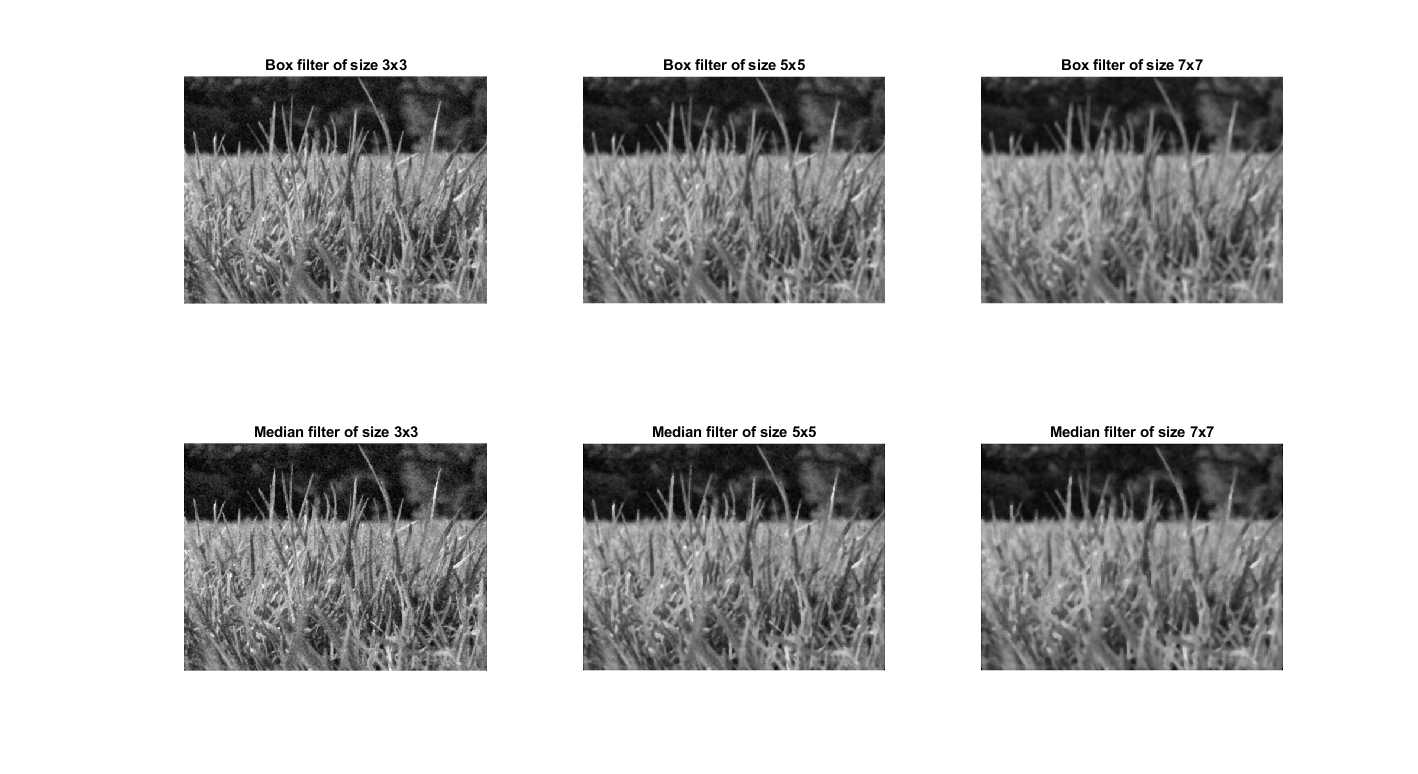 Box filter of size 3x3
Box filter of size 5x5
Box filter of size 7x7
Median filter of size 3x3
Median filter of size 5x5
Median filter of size 7x7